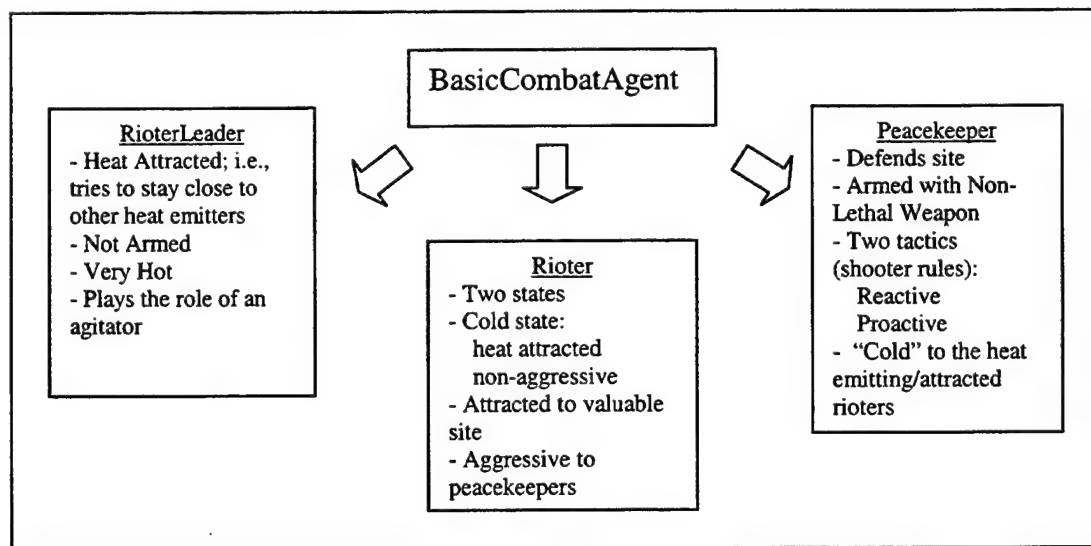 BasicCombatAgent
RioterLeader
- Heat Attracted; i.e.,
tries to stay close to
other heat emitters
- Not Armed
- Very Hot
- Plays the role of an
agitator
Rioter
- Two states
- Cold state:
heat attracted
non-aggressive
- Attracted to valuable
site
- Aggressive to
peacekeepers
Peacekeeper
- Defends site
- Armed with Non-
Lethal Weapon
- Two tactics
(shooter rules):
Reactive
Proactive
- “Cold” to the heat
emitting/attracted
rioters